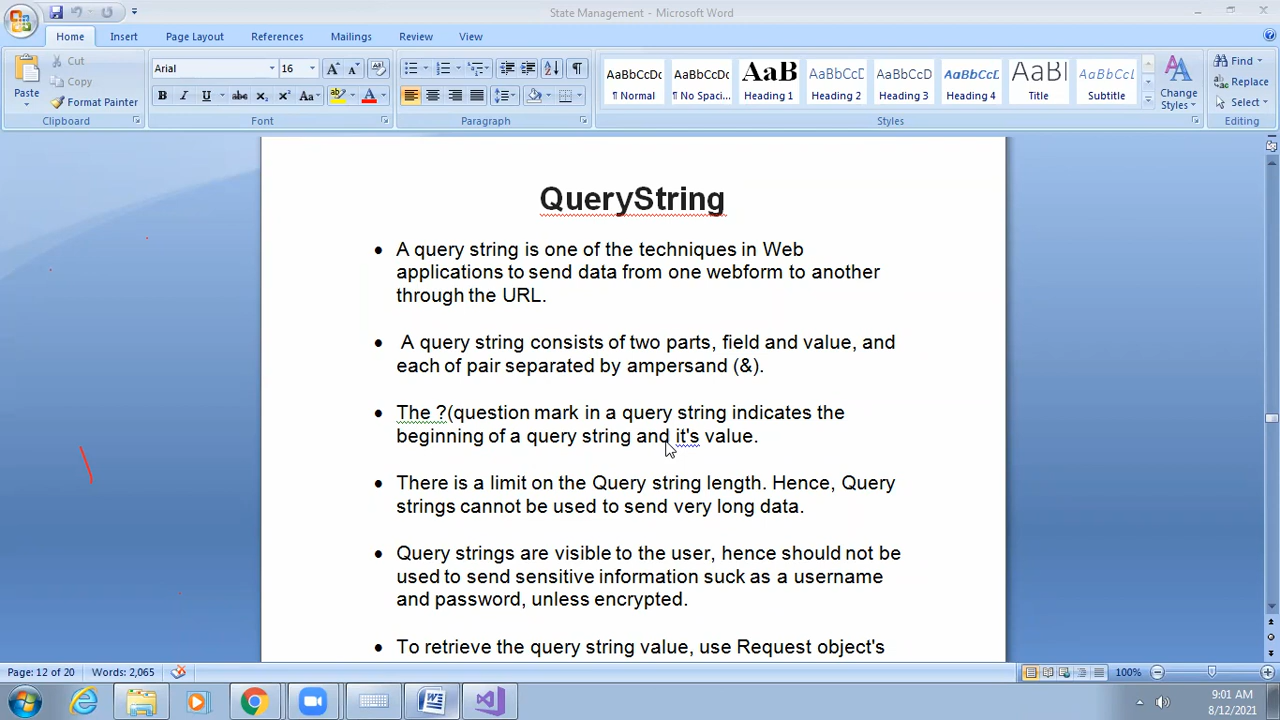 State Management - Microsoft Word
Home Insert Page Layout References Mailings Review View
Paste Cut Copy Format Painter
Clipboard
Arial 16
Font
Paragraph
AaBbCcDc AaBbCcDc AaB AaBbCcD AaBbCcDc AaBbCcL AaBb AaBbCcDc
¶ Normal ¶ No Spaci... Heading 1 Heading 2 Heading 3 Heading 4 Title Subtitle
Change Styles
Styles
Find Replace Select
Editing
QueryString
• A query string is one of the techniques in Web
applications to send data from one webform to another
through the URL.
• A query string consists of two parts, field and value, and
each of pair separated by ampersand (&).
• The ?(question mark in a query string indicates the
beginning of a query string and it's value.
• There is a limit on the Query string length. Hence, Query
strings cannot be used to send very long data.
• Query strings are visible to the user, hence should not be
used to send sensitive information suck as a username
and password, unless encrypted.
• To retrieve the query string value, use Request object's
Page: 12 of 20 Words: 2,065 100%
9:01 AM
8/12/2021